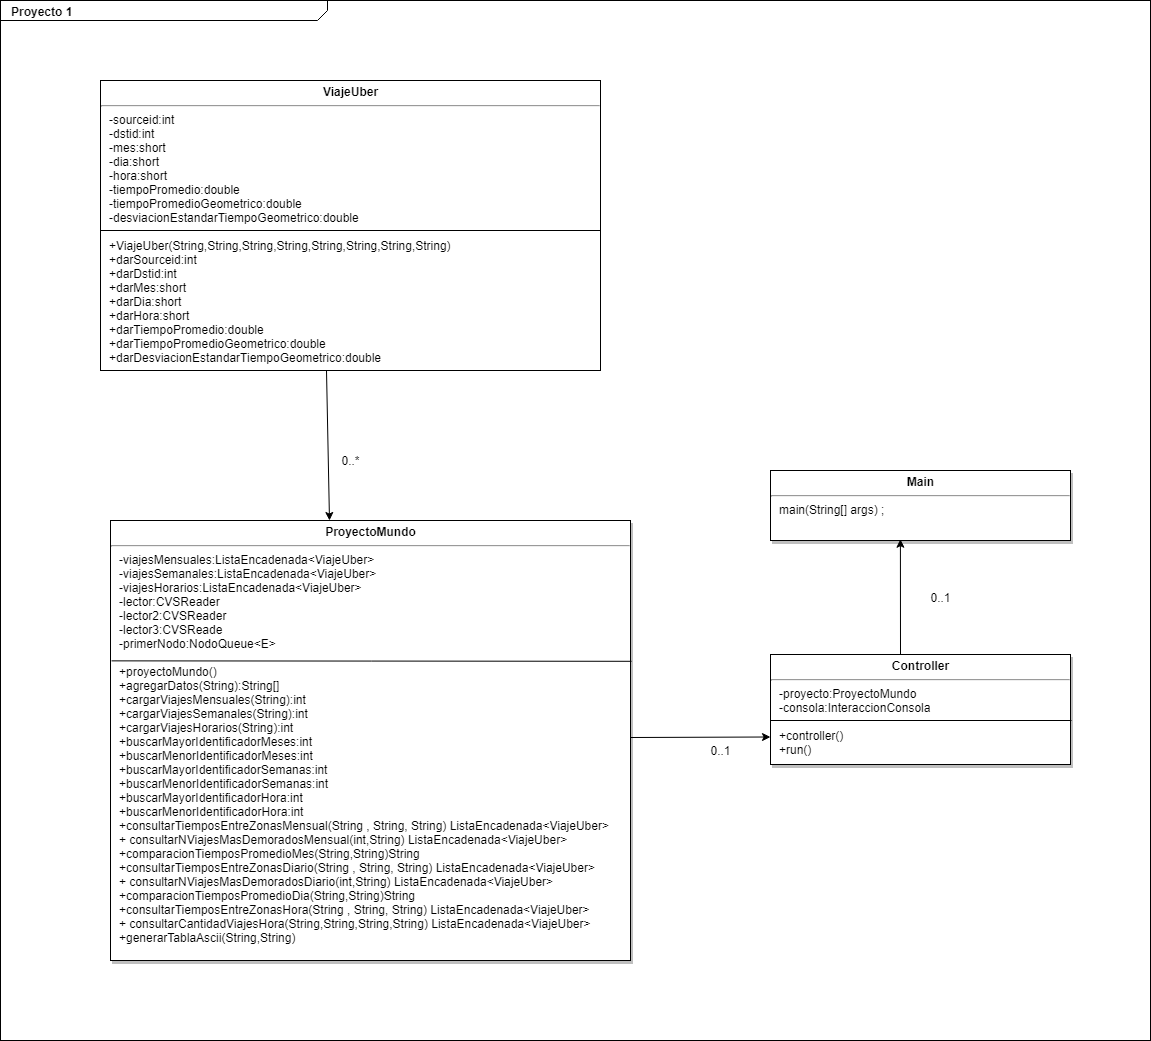 Proyecto 1
ViajeUber
-sourceid:int
-dstid:int
-mes:short
-dia:short
-hora:short
-tiempoPromedio:double
-tiempoPromedioGeometrico:double
-desviacionEstandarTiempoGeometrico:double
+ViajeUber(String,String,String,String,String,String,String,String)
+darSourceid:int
+darDstid:int
+darMes:short
+darDia:short
+darHora:short
+darTiempoPromedio:double
+darTiempoPromedioGeometrico:double
+darDesviacionEstandarTiempoGeometrico:double
0..*
ProyectoMundo
-viajesMensuales:ListaEncadenada<ViajeUber>
-viajesSemanales:ListaEncadenada<ViajeUber>
-viajesHorarios:ListaEncadenada<ViajeUber>
-lector:CVSReader
-lector2:CVSReader
-lector3:CVSReade
-primerNodo:NodoQueue<E>
+proyectoMundo()
+agregarDatos(String):String[]
+cargarViajesMensuales(String):int
+cargarViajesSemanales(String):int
+cargarViajesHorarios(String):int
+buscarMayorIdentificadorMeses:int
+buscarMenorIdentificadorMeses:int
+buscarMayorIdentificadorSemanas:int
+buscarMenorIdentificadorSemanas:int
+buscarMayorIdentificadorHora:int
+buscarMenorIdentificadorHora:int
+consultarTiemposEntreZonasMensual(String , String, String) ListaEncadenada<ViajeUber>
+ consultarNViajesMasDemoradosMensual(int,String) ListaEncadenada<ViajeUber>
+comparacionTiemposPromedioMes(String,String)String
+consultarTiemposEntreZonasDiario(String , String, String) ListaEncadenada<ViajeUber>
+ consultarNViajesMasDemoradosDiario(int,String) ListaEncadenada<ViajeUber>
+comparacionTiemposPromedioDia(String,String)String
+consultarTiemposEntreZonasHora(String , String, String) ListaEncadenada<ViajeUber>
+ consultarCantidadViajesHora(String,String,String,String) ListaEncadenada<ViajeUber>
+generarTablaAscii(String,String)
0..1
Main
main(String[] args) ;
0..1
Controller
-proyecto:ProyectoMundo
-consola:InteraccionConsola
+controller()
+run()